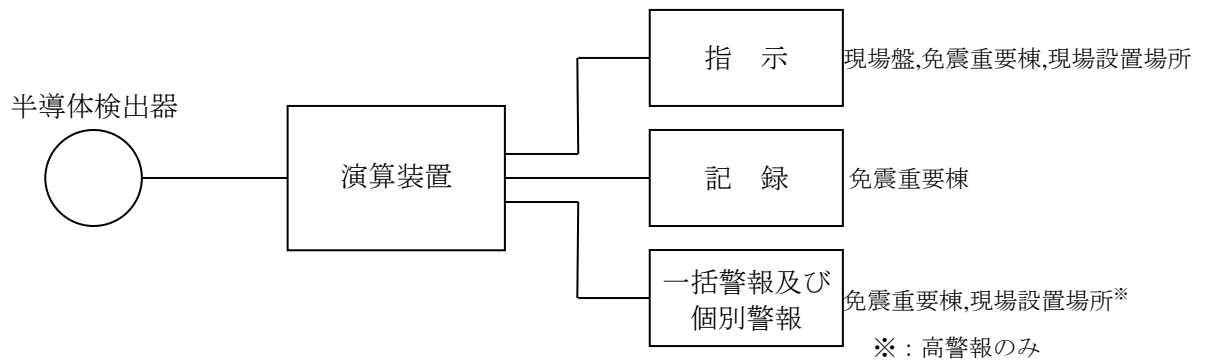 半導体検出器
演算装置
指 示
現場盤,免震重要棟,現場設置場所
記 録
免震重要棟
一括警報及び
個別警報
免震重要棟,現場設置場所※
※:高警報のみ